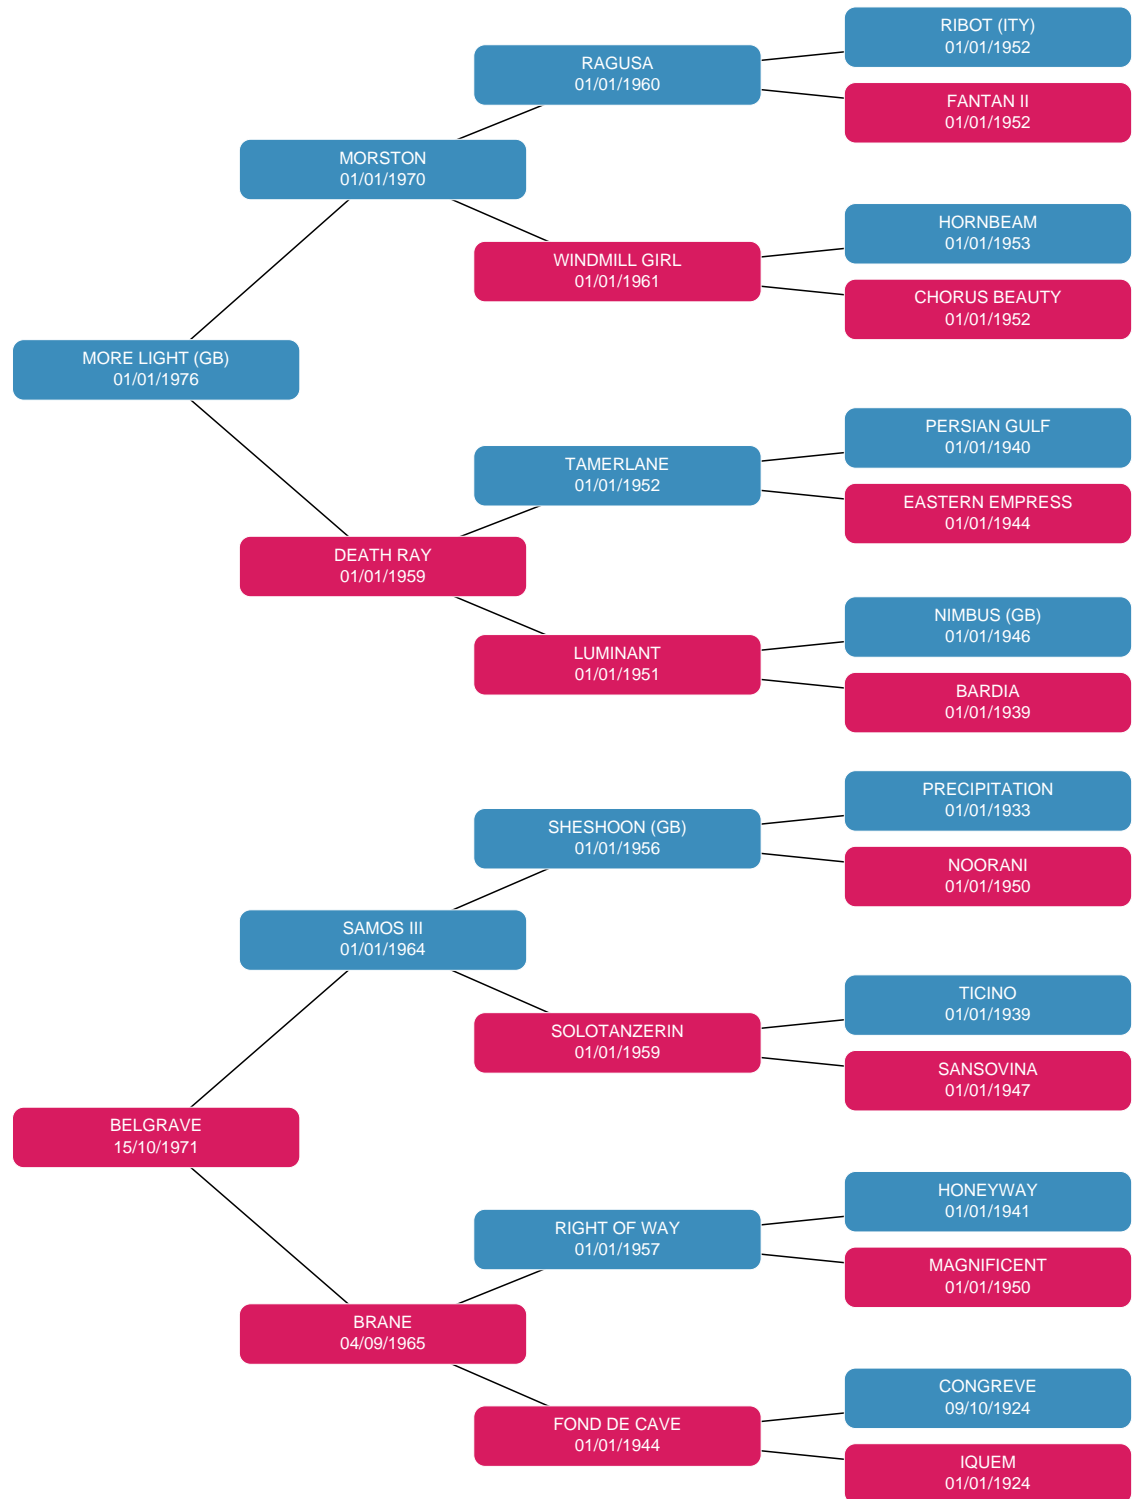 RIBOT (ITY)
01/01/1952
RAGUSA
01/01/1960
FANTAN II
01/01/1952
MORSTON
01/01/1970
HORNBEAM
01/01/1953
WINDMILL GIRL
01/01/1961
CHORUS BEAUTY
01/01/1952
MORE LIGHT (GB)
01/01/1976
PERSIAN GULF
01/01/1940
TAMERLANE
01/01/1952
EASTERN EMPRESS
01/01/1944
DEATH RAY
01/01/1959
NIMBUS (GB)
01/01/1946
LUMINANT
01/01/1951
BARDIA
01/01/1939
PRECIPITATION
01/01/1933
SHESHOON (GB)
01/01/1956
NOORANI
01/01/1950
SAMOS III
01/01/1964
TICINO
01/01/1939
SOLOTANZERIN
01/01/1959
SANSOVINA
01/01/1947
BELGRAVE
15/10/1971
HONEYWAY
01/01/1941
RIGHT OF WAY
01/01/1957
MAGNIFICENT
01/01/1950
BRANE
04/09/1965
CONGREVE
09/10/1924
FOND DE CAVE
01/01/1944
IQUEM
01/01/1924